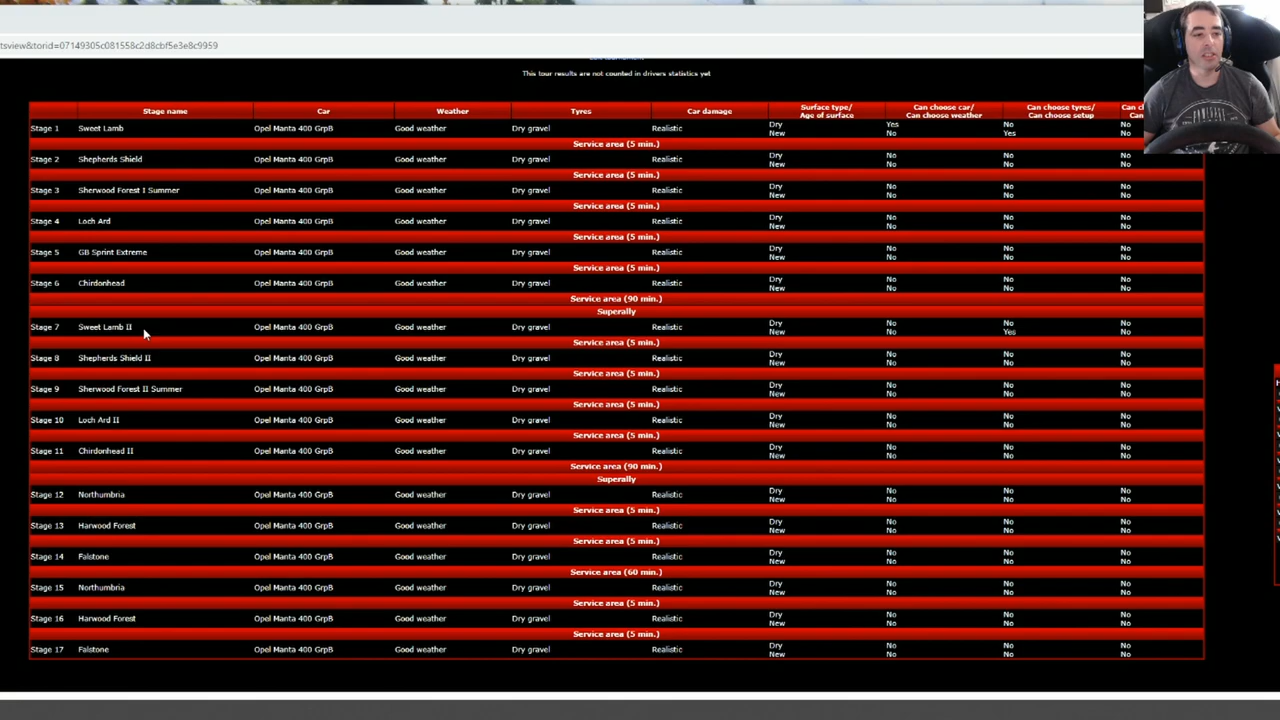 tsview&torid=07149305c081558c2d8cbf5e3e8c9959
This tour results are not counted in drivers statistics yet
Stage name Car Weather Tyres Car damage Surface type/ Age of surface Can choose car/ Can choose weather Can choose tyres/ Can choose setup
Stage 1 Sweet Lamb Opel Manta 400 GrpB Good weather Dry gravel Realistic Dry Yes No No
New No Yes No
Service area (5 min.)
Stage 2 Shepherds Shield Opel Manta 400 GrpB Good weather Dry gravel Realistic Dry No No No
New No No No
Service area (5 min.)
Stage 3 Sherwood Forest I Summer Opel Manta 400 GrpB Good weather Dry gravel Realistic Dry No No No
New No No No
Service area (5 min.)
Stage 4 Loch Ard Opel Manta 400 GrpB Good weather Dry gravel Realistic Dry No No No
New No No No
Service area (5 min.)
Stage 5 GB Sprint Extreme Opel Manta 400 GrpB Good weather Dry gravel Realistic Dry No No No
New No No No
Service area (5 min.)
Stage 6 Chirdonhead Opel Manta 400 GrpB Good weather Dry gravel Realistic Dry No No No
New No No No
Service area (90 min.)
Superally
Stage 7 Sweet Lamb II Opel Manta 400 GrpB Good weather Dry gravel Realistic Dry No No No
New No Yes No
Service area (5 min.)
Stage 8 Shepherds Shield II Opel Manta 400 GrpB Good weather Dry gravel Realistic Dry No No No
New No No No
Service area (5 min.)
Stage 9 Sherwood Forest II Summer Opel Manta 400 GrpB Good weather Dry gravel Realistic Dry No No No
New No No No
Service area (5 min.)
Stage 10 Loch Ard II Opel Manta 400 GrpB Good weather Dry gravel Realistic Dry No No No
New No No No
Service area (5 min.)
Stage 11 Chirdonhead II Opel Manta 400 GrpB Good weather Dry gravel Realistic Dry No No No
New No No No
Service area (90 min.)
Superally
Stage 12 Northumbria Opel Manta 400 GrpB Good weather Dry gravel Realistic Dry No No No
New No No No
Service area (5 min.)
Stage 13 Harwood Forest Opel Manta 400 GrpB Good weather Dry gravel Realistic Dry No No No
New No No No
Service area (5 min.)
Stage 14 Falstone Opel Manta 400 GrpB Good weather Dry gravel Realistic Dry No No No
New No No No
Service area (60 min.)
Stage 15 Northumbria Opel Manta 400 GrpB Good weather Dry gravel Realistic Dry No No No
New No No No
Service area (5 min.)
Stage 16 Harwood Forest Opel Manta 400 GrpB Good weather Dry gravel Realistic Dry No No No
New No No No
Service area (5 min.)
Stage 17 Falstone Opel Manta 400 GrpB Good weather Dry gravel Realistic Dry No No No
New No No No